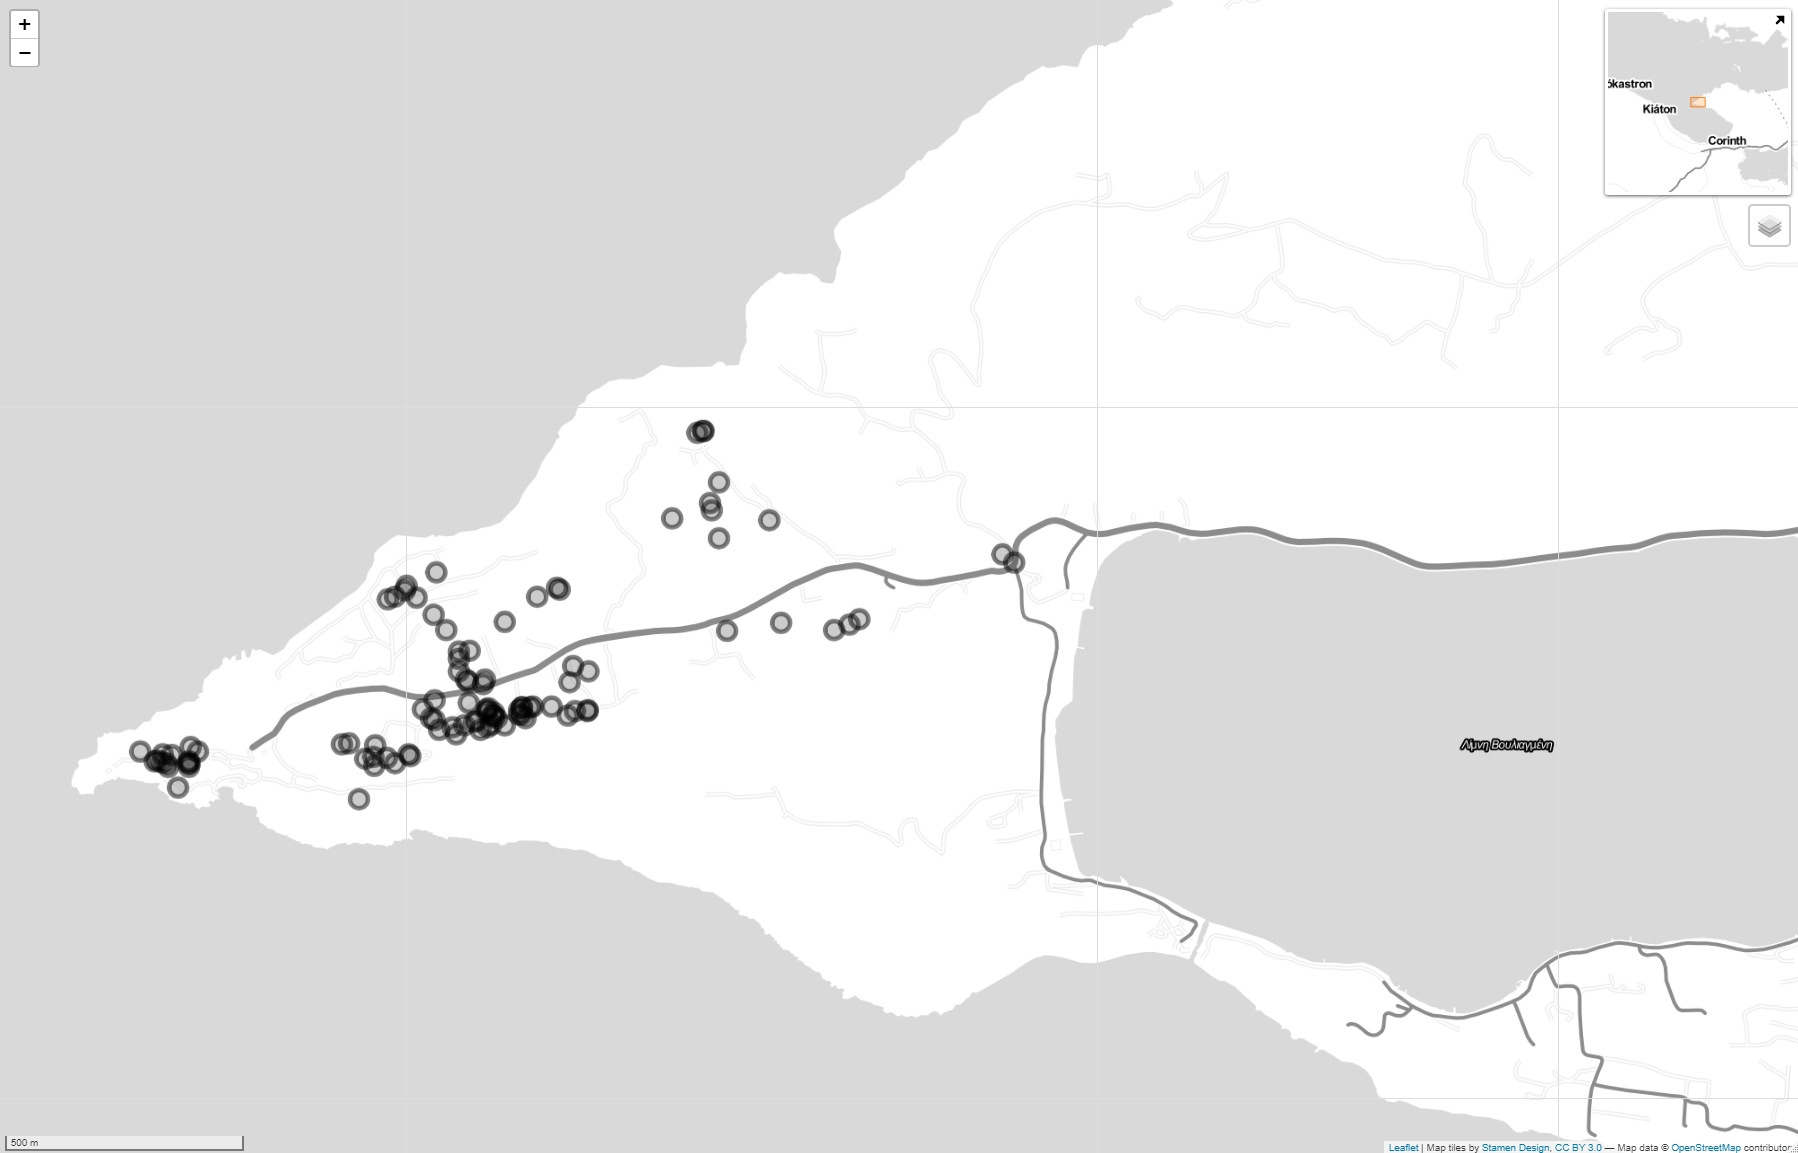 +
−
ókastron
Kiáton
Corinth
Λίμνη Βουλιαγμένη
500 m
Leaflet | Map tiles by Stamen Design, CC BY 3.0 — Map data © OpenStreetMap contributor